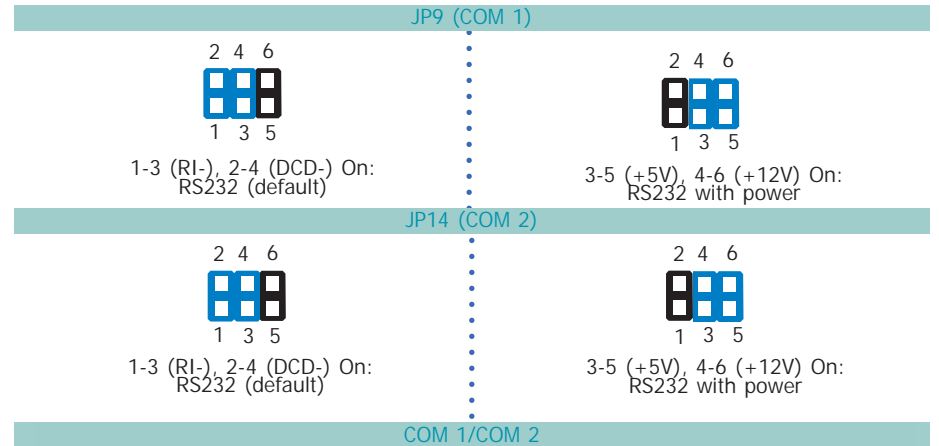 JP9 (COM 1)
2 4 6
1 3 5
1-3 (RI-), 2-4 (DCD-) On:
RS232 (default)
2 4 6
1 3 5
3-5 (+5V), 4-6 (+12V) On:
RS232 with power
JP14 (COM 2)
2 4 6
1 3 5
1-3 (RI-), 2-4 (DCD-) On:
RS232 (default)
2 4 6
1 3 5
3-5 (+5V), 4-6 (+12V) On:
RS232 with power
COM 1/COM 2